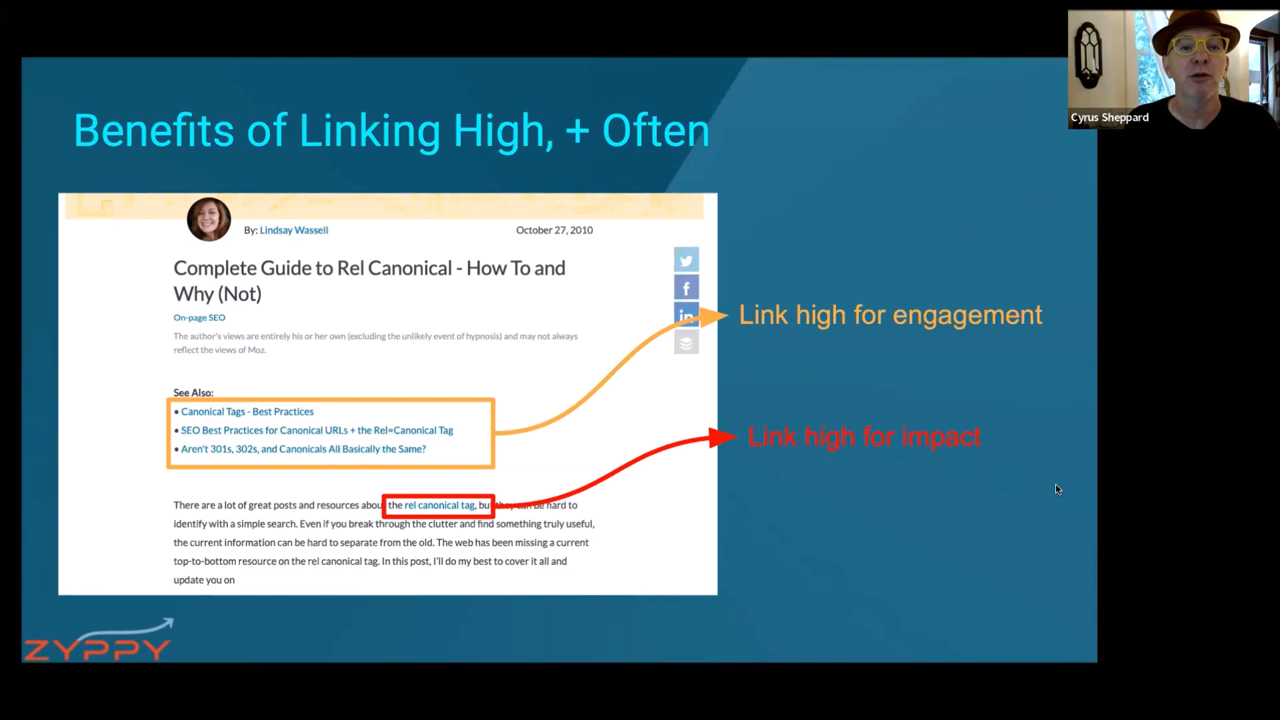 Cyrus Sheppard
Benefits of Linking High, + Often
By: Lindsay Wassell
October 27, 2010
Complete Guide to Rel Canonical - How To and
Why (Not)
On-page SEO
The author's views are entirely his or her own (excluding the unlikely event of hypnosis) and may not always
reflect the views of Moz.
See Also:
• Canonical Tags - Best Practices
• SEO Best Practices for Canonical URLs + the Rel=Canonical Tag
• Aren't 301s, 302s, and Canonicals All Basically the Same?
There are a lot of great posts and resources about the rel canonical tag, but they can be hard to
identify with a simple search. Even if you break through the clutter and find something truly useful,
the current information can be hard to separate from the old. The web has been missing a current
top-to-bottom resource on the rel canonical tag. In this post, I'll do my best to cover it all and
update you on
in
Link high for engagement
Link high for impact
ZYPPY